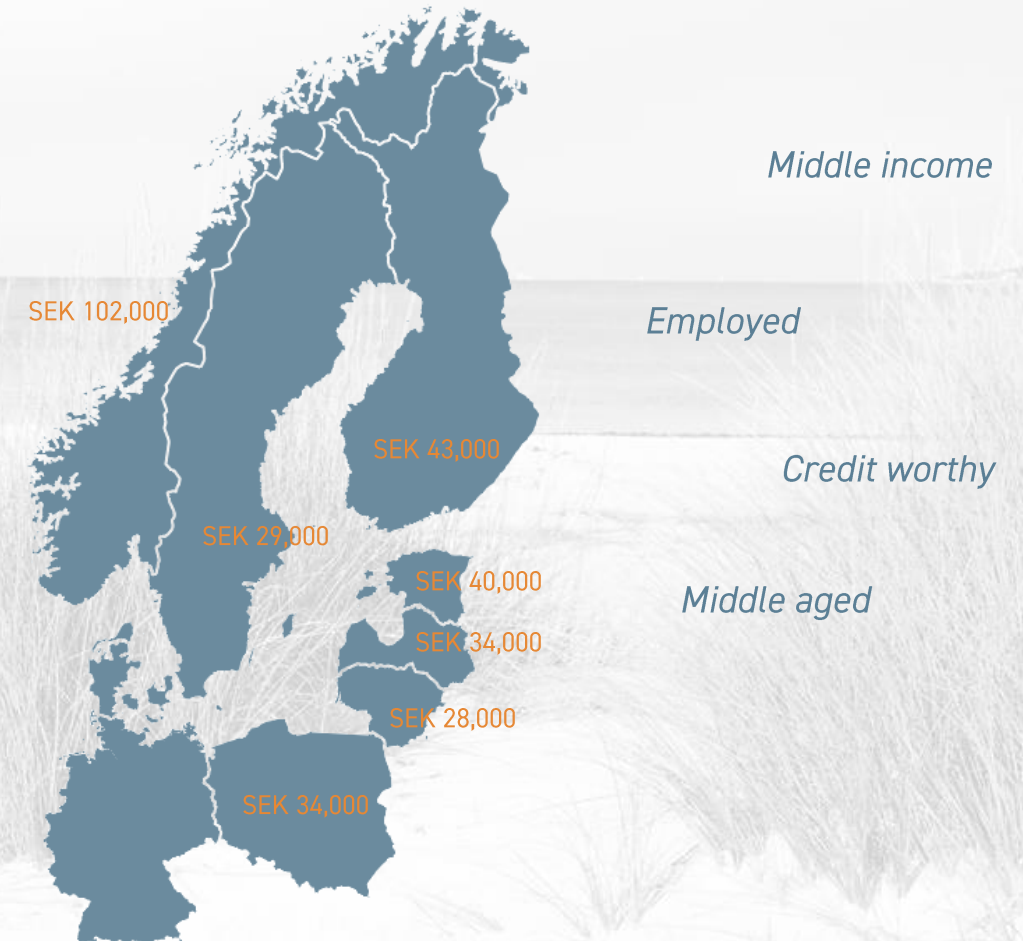 Middle income
SEK 102,000
Employed
SEK 43,000
Credit worthy
SEK 29,000
SEK 40,000
Middle aged
SEK 34,000
SEK 28,000
SEK 34,000